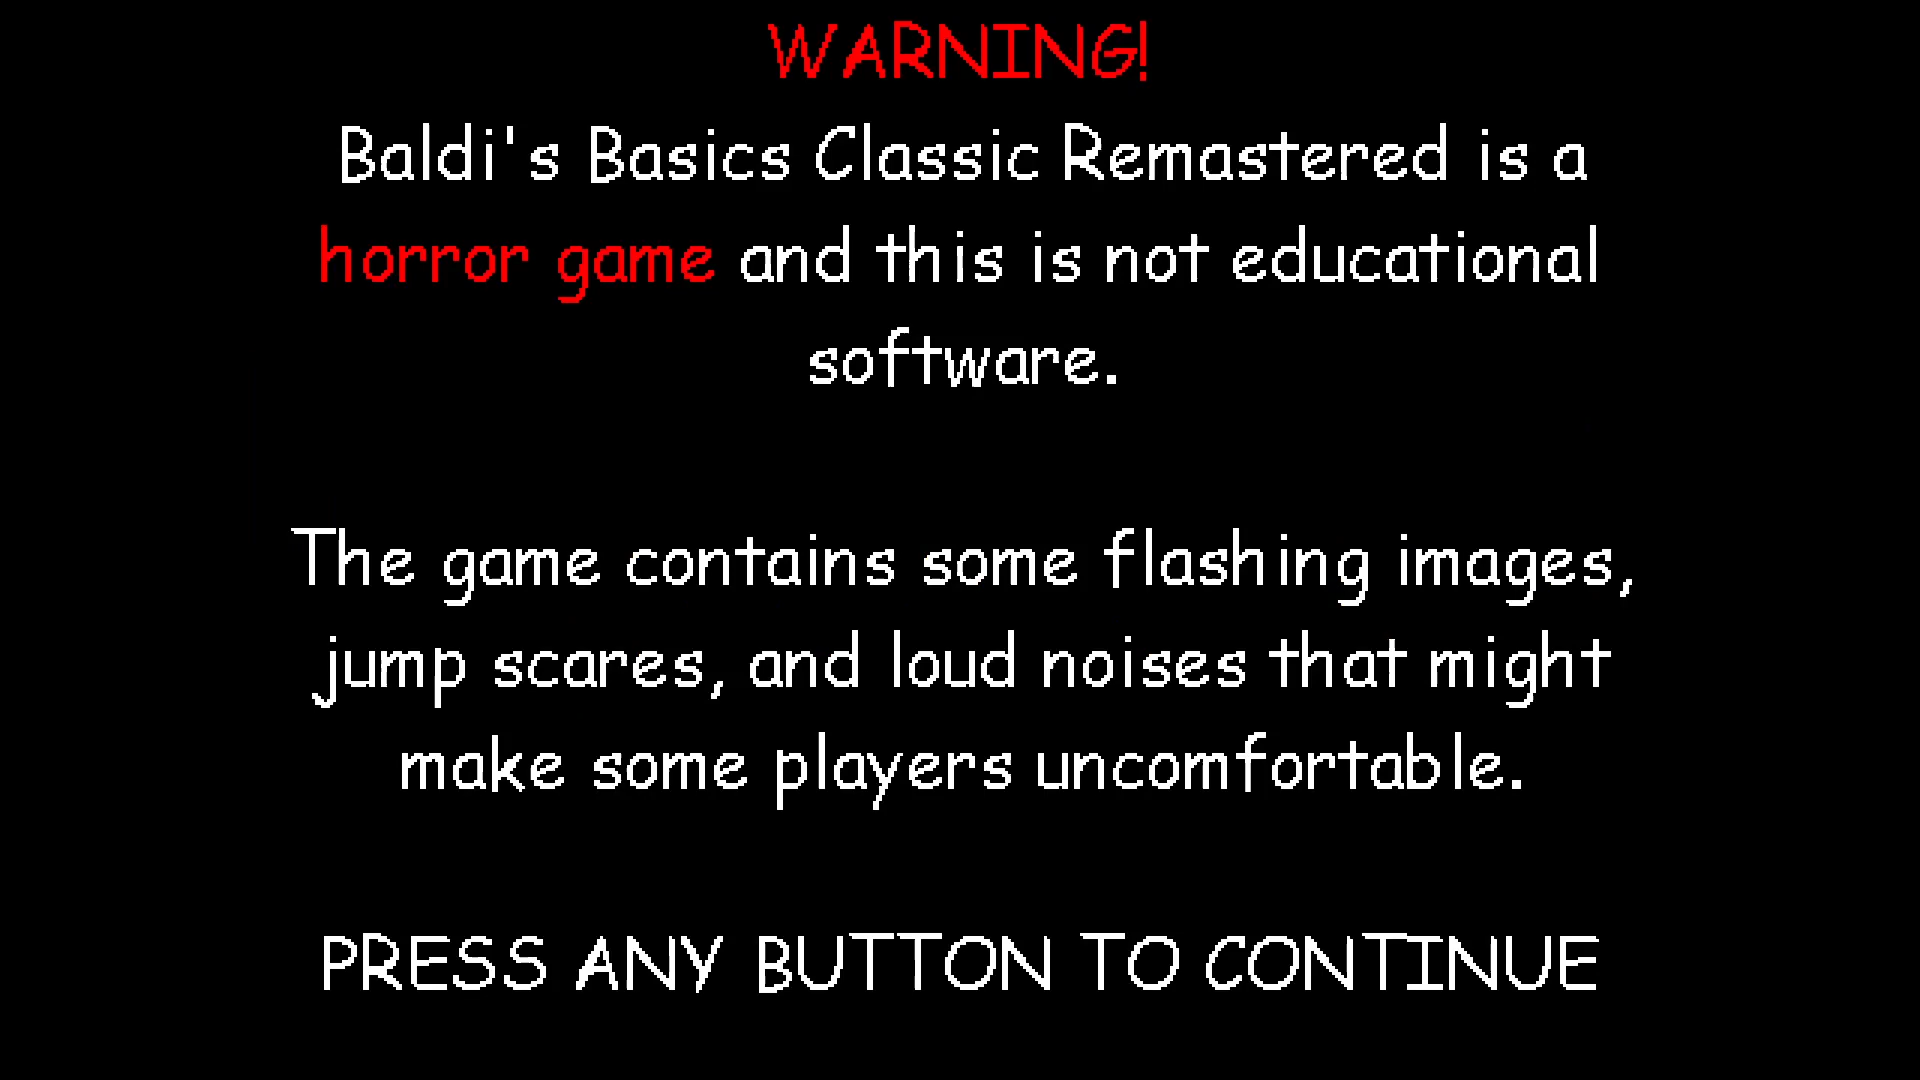 WARNING!
Baldi's Basics Classic Remastered is a
horror game and this is not educational
software.
The game contains some flashing images,
jump scares, and loud noises that might
make some players uncomfortable.
PRESS ANY BUTTON TO CONTINUE